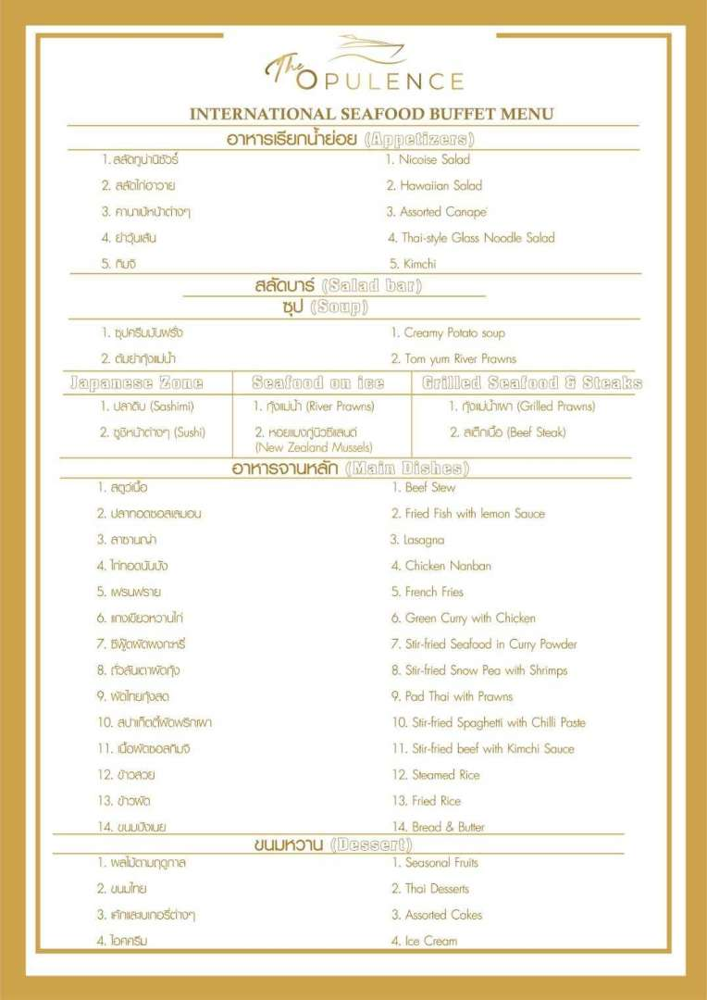 The OPULENCE
INTERNATIONAL SEAFOOD BUFFET MENU
อาหารเรียกน้ำย่อย (Appetizers)
1. สลัดทูน่านิซัวร์ 1. Nicoise Salad
2. สลัดไก่ฮาวาย 2. Hawaiian Salad
3. คานาเป้หน้าต่างๆ 3. Assorted Canape'
4. ยำวุ้นเส้น 4. Thai-style Glass Noodle Salad
5. กิมจิ 5. Kimchi
สลัดบาร์ (Salad bar)
ซุป (Soup)
1. ซุปครีมมันฝรั่ง 1. Creamy Potato soup
2. ต้มยำกุ้งแม่น้ำ 2. Tom yum River Prawns
Japanese Zone
1. ปลาดิบ (Sashimi)
2. ซูชิหน้าต่างๆ (Sushi)
Seafood on ice
1. กุ้งแม่น้ำ (River Prawns)
2. หอยแมงภู่นิวซีแลนด์
(New Zealand Mussels)
Grilled Seafood & Steaks
1. กุ้งแม่น้ำเผา (Grilled Prawns)
2. สเต็กเนื้อ (Beef Steak)
อาหารจานหลัก (Main Dishes)
1. สตูว์เนื้อ 1. Beef Stew
2. ปลาทอดซอสเลมอน 2. Fried Fish with lemon Sauce
3. ลาซานญ่า 3. Lasagna
4. ไก่ทอดนันบัง 4. Chicken Nanban
5. เฟรนฟราย 5. French Fries
6. แกงเขียวหวานไก่ 6. Green Curry with Chicken
7. ซีฟู๊ดผัดผงกะหรี่ 7. Stir-fried Seafood in Curry Powder
8. ถั่วลันเตาผัดกุ้ง 8. Stir-fried Snow Pea with Shrimps
9. ผัดไทยกุ้งสด 9. Pad Thai with Prawns
10. สปาเก็ตตี้ผัดพริกเผา 10. Stir-fried Spaghetti with Chilli Paste
11. เนื้อผัดซอสกิมจิ 11. Stir-fried beef with Kimchi Sauce
12. ข้าวสวย 12. Steamed Rice
13. ข้าวผัด 13. Fried Rice
14. ขนมปังเนย 14. Bread & Butter
ขนมหวาน (Dessert)
1. ผลไม้ตามฤดูกาล 1. Seasonal Fruits
2. ขนมไทย 2. Thai Desserts
3. เค้กและเบเกอรี่ต่างๆ 3. Assorted Cakes
4. ไอศครีม 4. Ice Cream